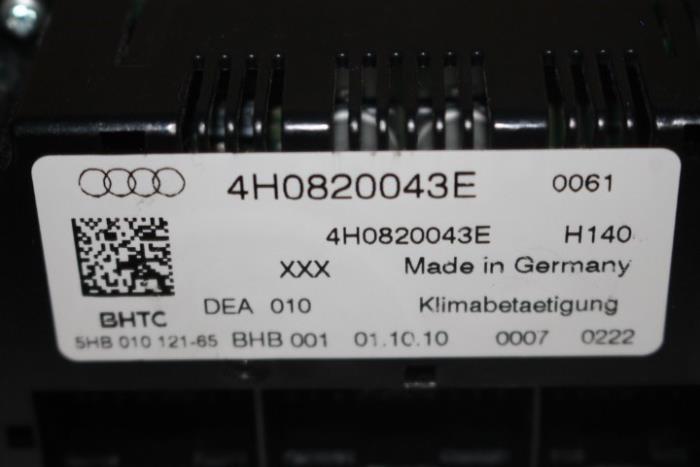 4H0820043E 0061
4H0820043E H140
XXX Made in Germany
DEA 010 Klimabetaetigung
BHTC
5HB 010 121-65 BHB 001 01.10.10 0007 0222